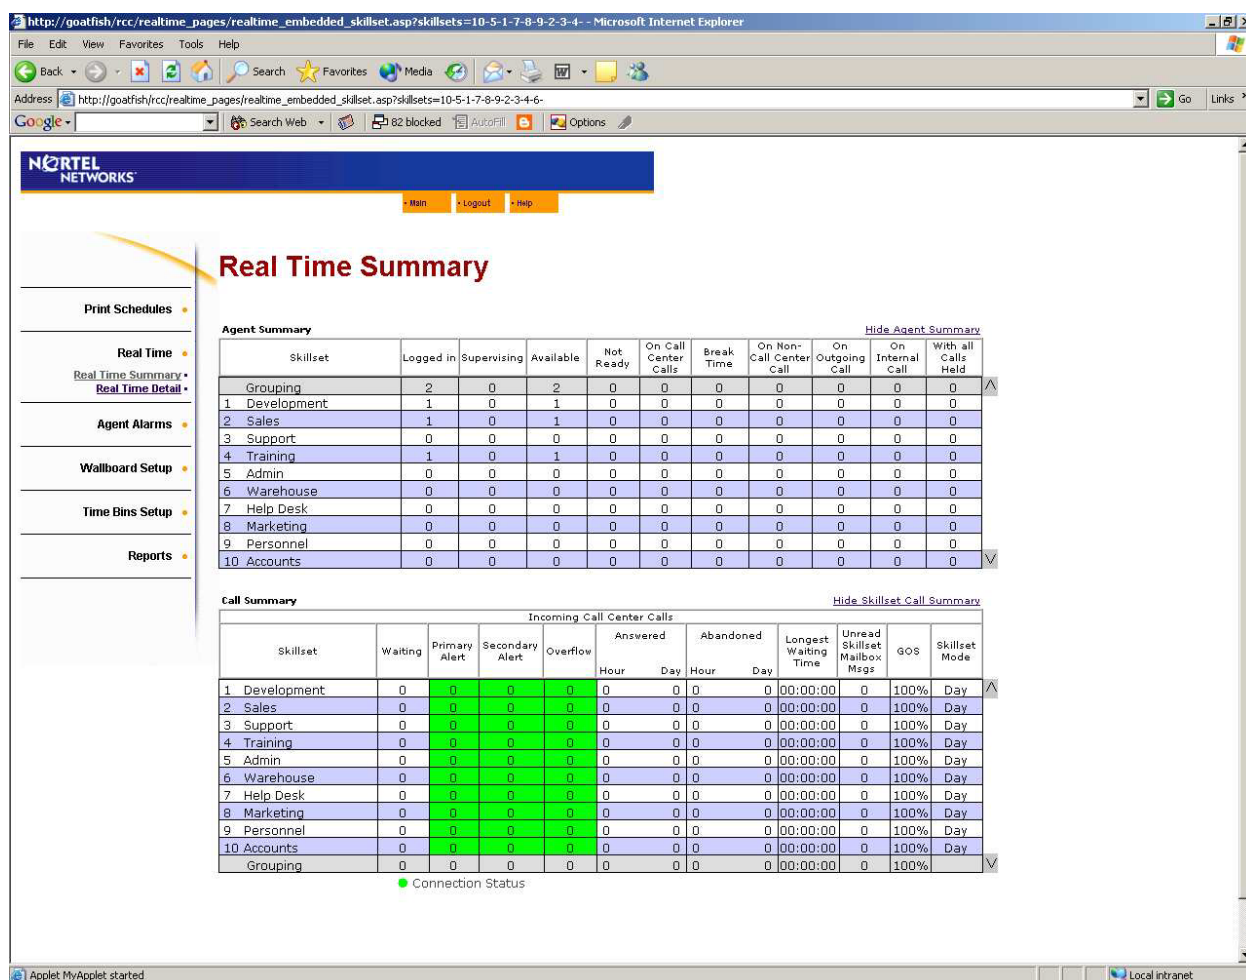 http://goatfish/rcc/realtime_pages/realtime_embedded_skillset.asp?skillsets=10-5-1-7-8-9-2-3-4- - Microsoft Internet Explorer
File Edit View Favorites Tools Help
Back Search Favorites Media
Address http://goatfish/rcc/realtime_pages/realtime_embedded_skillset.asp?skillsets=10-5-1-7-8-9-2-3-4-6- Go Links »
Google Search Web 82 blocked AutoFill Options
NORTEL
NETWORKS
Main Logout Help
Real Time Summary
Print Schedules
Real Time
Real Time Summary
Real Time Detail
Agent Alarms
Wallboard Setup
Time Bins Setup
Reports
Agent Summary Hide Agent Summary
Skillset Logged in Supervising Available Not Ready On Call Center Calls Break Time On Non-Call Center Call On Outgoing Call On Internal Call With all Calls Held
Grouping 2 0 2 0 0 0 0 0 0 0
1 Development 1 0 1 0 0 0 0 0 0 0
2 Sales 1 0 1 0 0 0 0 0 0 0
3 Support 0 0 0 0 0 0 0 0 0 0
4 Training 1 0 1 0 0 0 0 0 0 0
5 Admin 0 0 0 0 0 0 0 0 0 0
6 Warehouse 0 0 0 0 0 0 0 0 0 0
7 Help Desk 0 0 0 0 0 0 0 0 0 0
8 Marketing 0 0 0 0 0 0 0 0 0 0
9 Personnel 0 0 0 0 0 0 0 0 0 0
10 Accounts 0 0 0 0 0 0 0 0 0 0
Call Summary Hide Skillset Call Summary
Incoming Call Center Calls
Skillset Waiting Primary Alert Secondary Alert Overflow Answered Hour Day Abandoned Hour Day Longest Waiting Time Unread Skillset Mailbox Msgs GOS Skillset Mode
1 Development 0 0 0 0 0 0 0 0 00:00:00 0 100% Day
2 Sales 0 0 0 0 0 0 0 0 00:00:00 0 100% Day
3 Support 0 0 0 0 0 0 0 0 00:00:00 0 100% Day
4 Training 0 0 0 0 0 0 0 0 00:00:00 0 100% Day
5 Admin 0 0 0 0 0 0 0 0 00:00:00 0 100% Day
6 Warehouse 0 0 0 0 0 0 0 0 00:00:00 0 100% Day
7 Help Desk 0 0 0 0 0 0 0 0 00:00:00 0 100% Day
8 Marketing 0 0 0 0 0 0 0 0 00:00:00 0 100% Day
9 Personnel 0 0 0 0 0 0 0 0 00:00:00 0 100% Day
10 Accounts 0 0 0 0 0 0 0 0 00:00:00 0 100% Day
Grouping 0 0 0 0 0 0 0 0 00:00:00 0 100%
Connection Status
Applet MyApplet started Local intranet